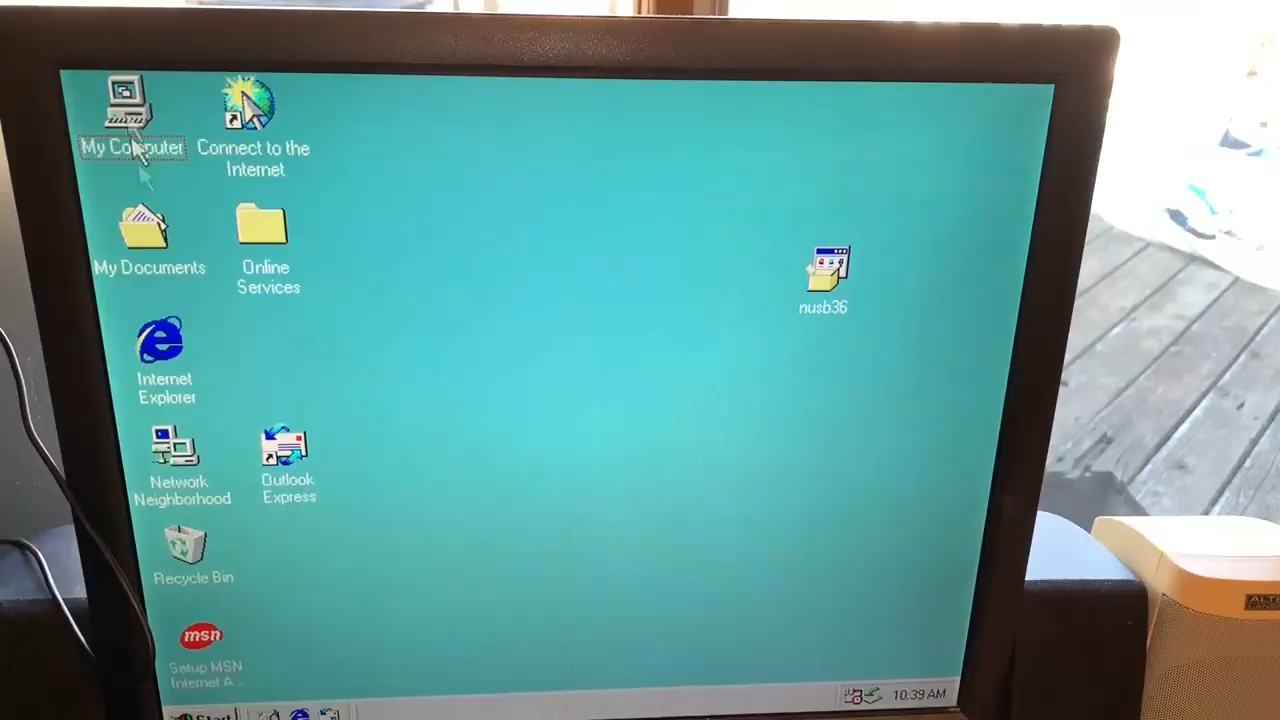 My Computer
Connect to the
Internet
My Documents
Online
Services
nusb36
Internet
Explorer
Network
Neighborhood
Outlook
Express
Recycle Bin
msn
Setup MSN
Internet A...
Start
10:39 AM